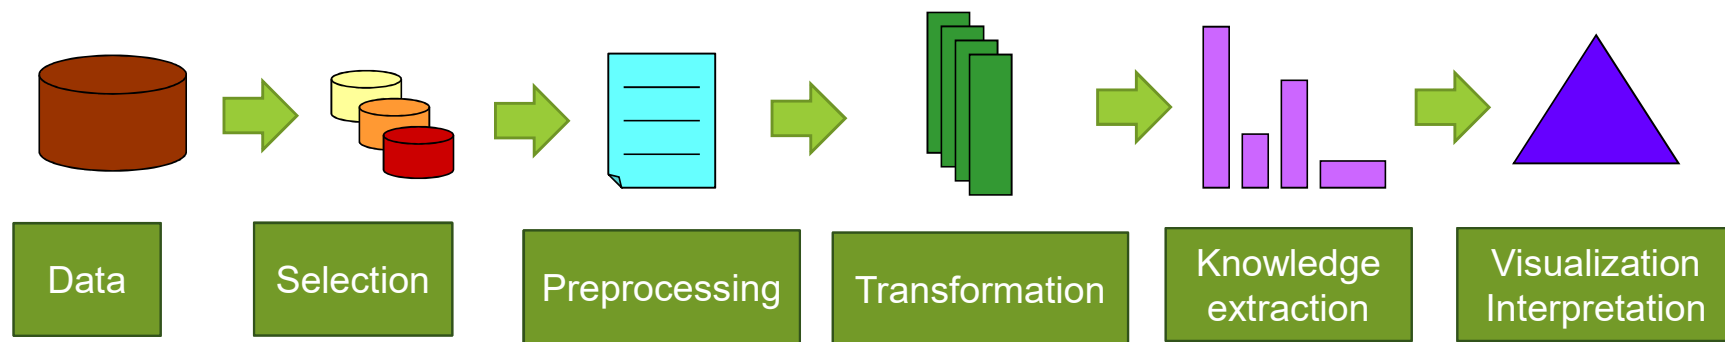 Data
Selection
Preprocessing
Transformation
Knowledge
extraction
Visualization
Interpretation